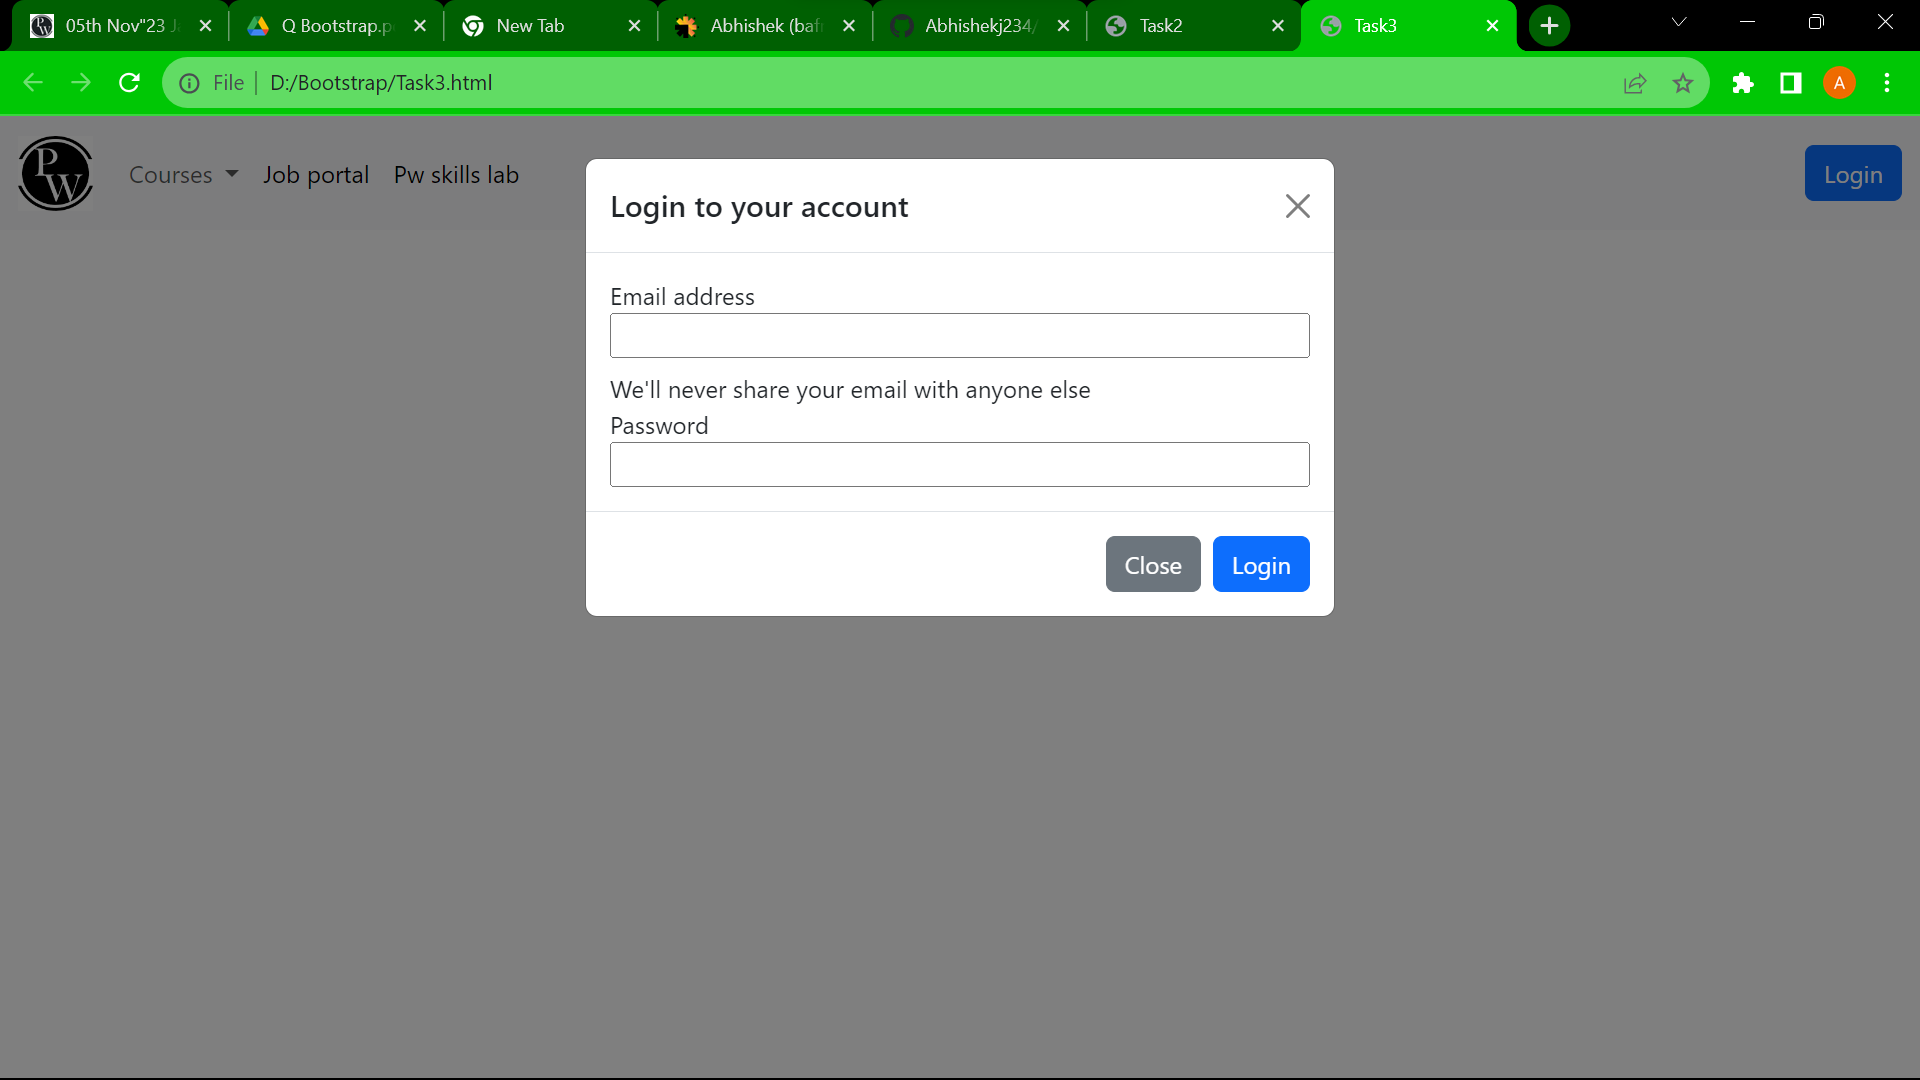 05th Nov"23 J
Q Bootstrap.p
New Tab
Abhishek (baf
Abhishekj234/
Task2
Task3
File
D:/Bootstrap/Task3.html
A
PW
Courses
Job portal
Pw skills lab
Login
Login to your account
Email address
We'll never share your email with anyone else
Password
Close
Login